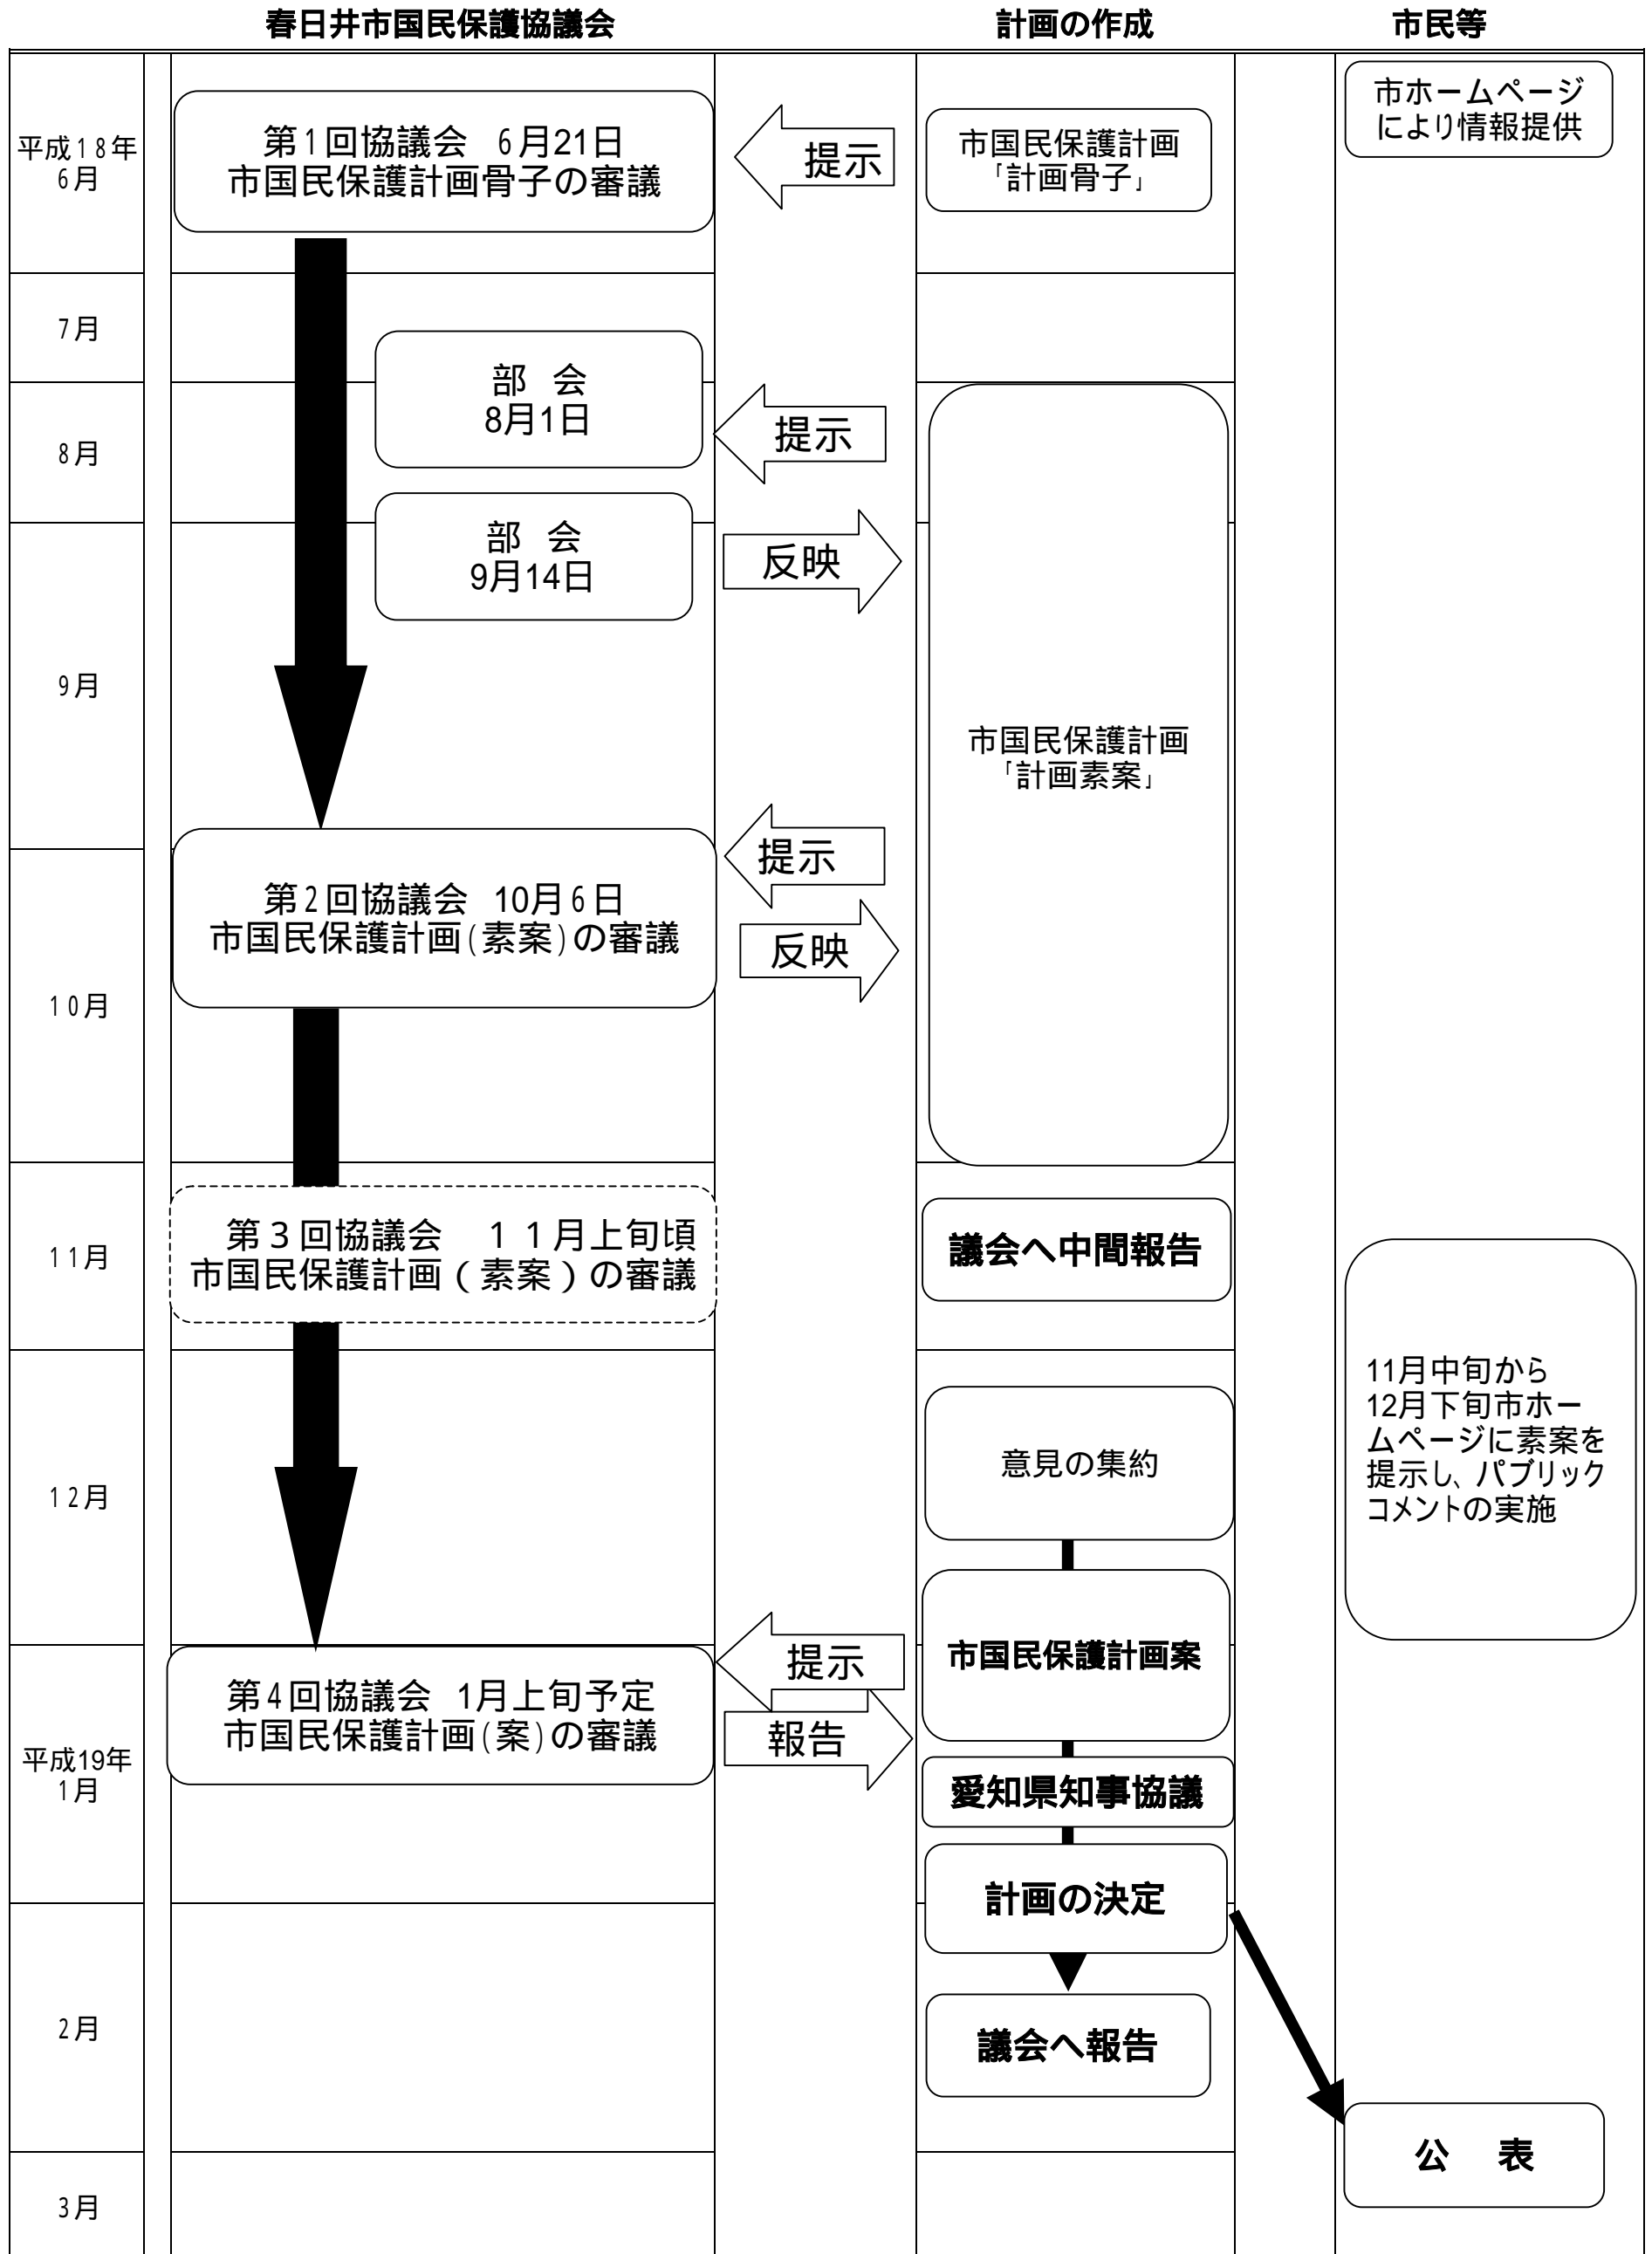 春日井市国民保護協議会 計画の作成 市民等
平成18年
6月
第1回協議会 6月21日
市国民保護計画骨子の審議
提示
市国民保護計画
「計画骨子」
市ホームページ
により情報提供
7月
部 会
8月1日
8月
提示
部 会
9月14日
反映
9月
市国民保護計画
「計画素案」
提示
第2回協議会 10月6日
市国民保護計画(素案)の審議
反映
10月
11月
第3回協議会 11月上旬頃
市国民保護計画(素案)の審議
議会へ中間報告
11月中旬から
12月下旬市ホー
ムページに素案を
提示し、パブリック
コメントの実施
12月
意見の集約
市国民保護計画案
提示
平成19年
1月
第4回協議会 1月上旬予定
市国民保護計画(案)の審議
報告
愛知県知事協議
計画の決定
2月
議会へ報告
公 表
3月